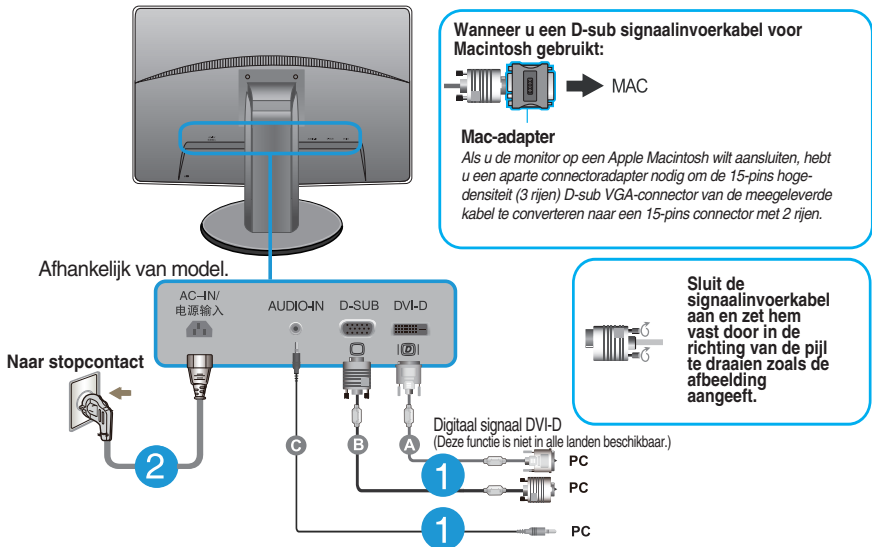 Wanneer u een D-sub signaalinvoerkabel voor
Macintosh gebruikt:
MAC
Mac-adapter
Als u de monitor op een Apple Macintosh wilt aansluiten, hebt
u een aparte connectoradapter nodig om de 15-pins hoge-
densiteit (3 rijen) D-sub VGA-connector van de meegeleverde
kabel te converteren naar een 15-pins connector met 2 rijen.
Afhankelijk van model.
AC-IN/
电源输入
AUDIO-IN
D-SUB
DVI-D
D
Sluit de
signaalinvoerkabel
aan en zet hem
vast door in de
richting van de pijl
te draaien zoals de
afbeelding
aangeeft.
Naar stopcontact
2
C
B
A
Digitaal signaal DVI-D
(Deze functie is niet in alle landen beschikbaar.)
1
PC
PC
1
PC